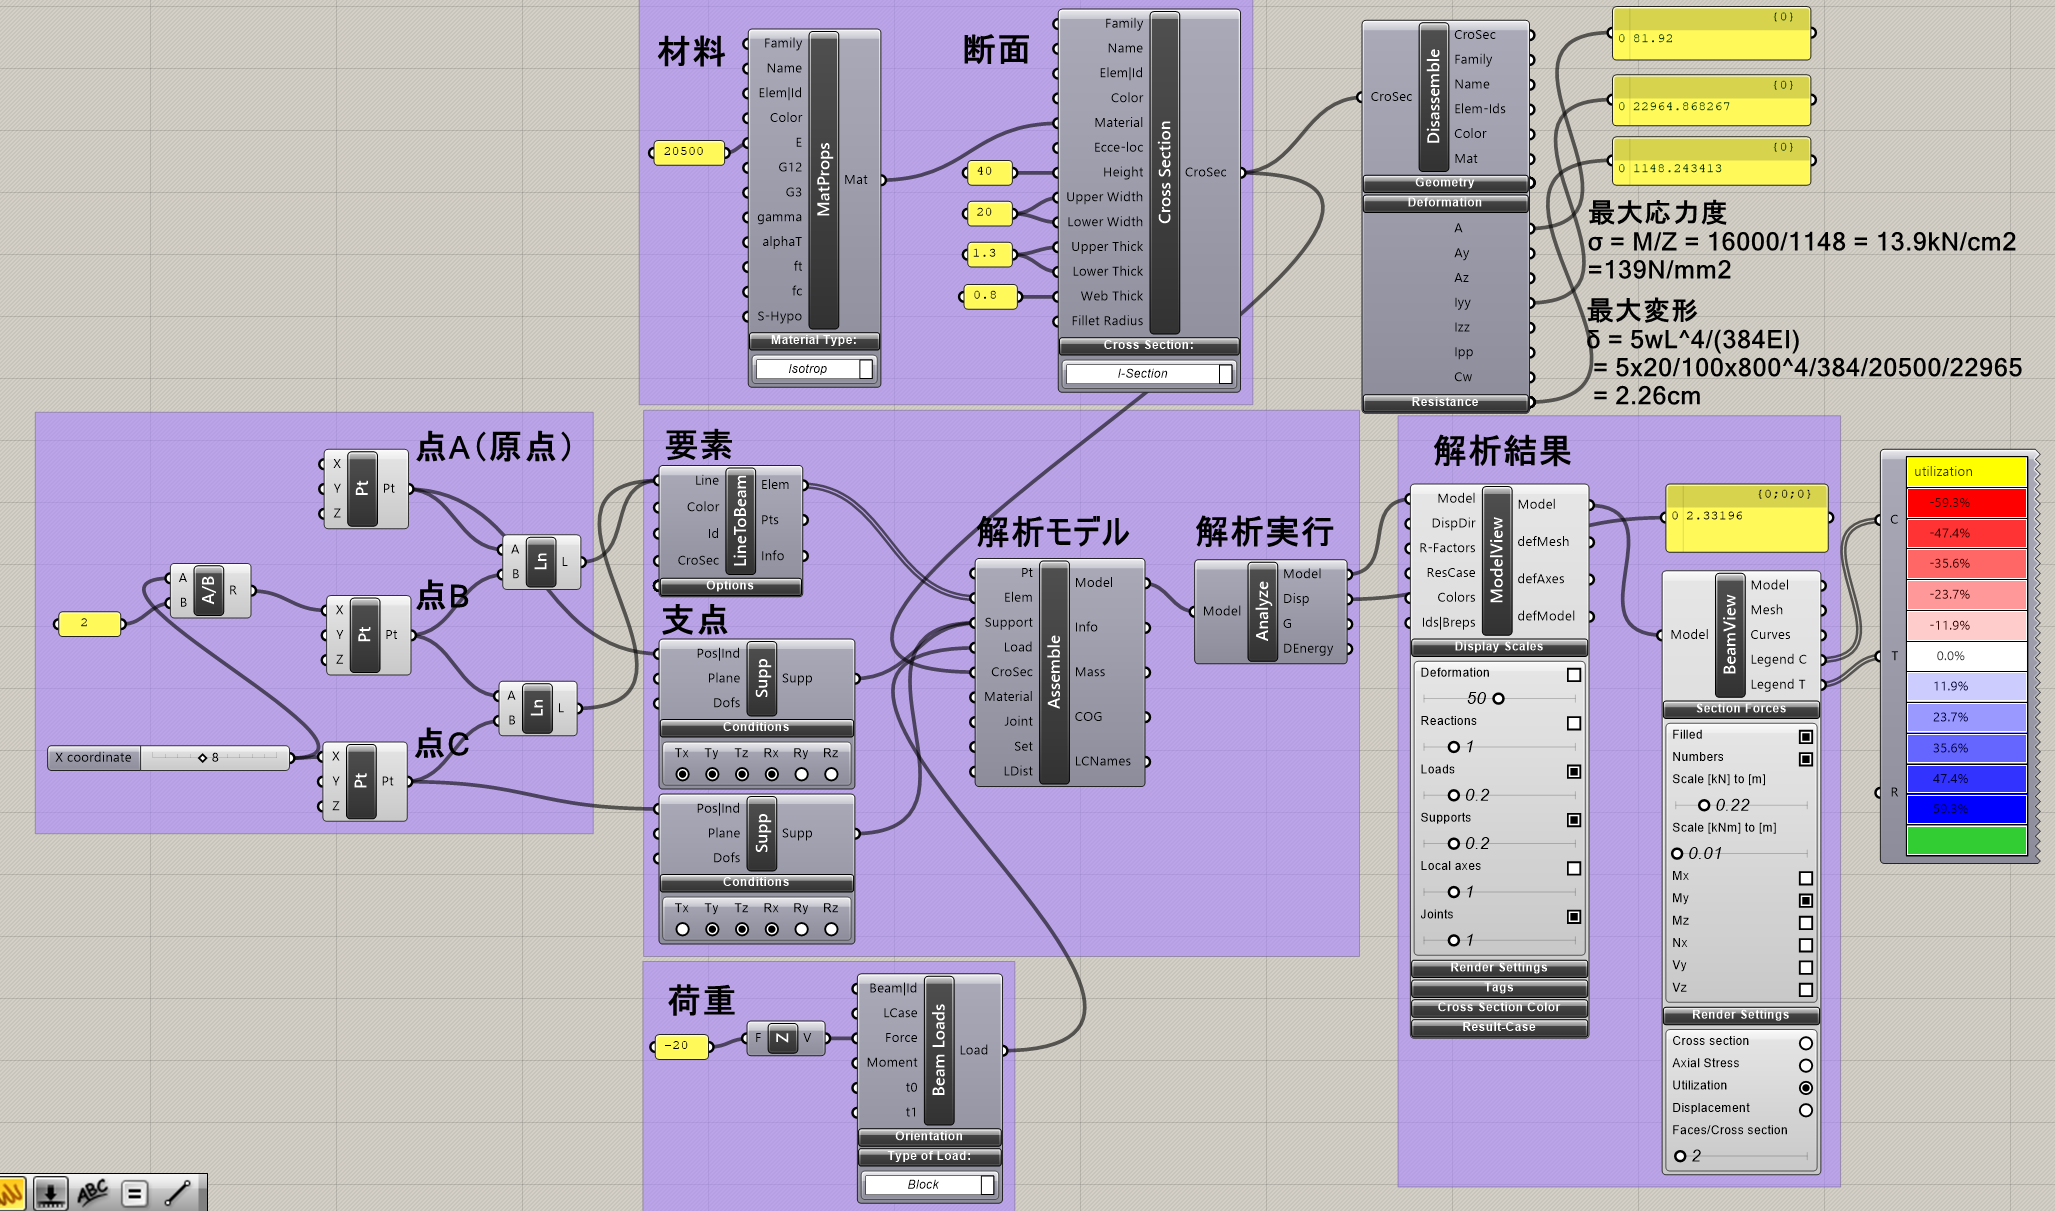 材料
Family
Name
Elem|Id
Color
E
G12
G3
gamma
alphaT
ft
fc
S-Hypo
MatProps
Mat
Material Type:
Isotrop
20500
断面
Family
Name
Elem|Id
Color
Material
Ecce-loc
Height
Upper Width
Lower Width
Upper Thick
Lower Thick
Web Thick
Fillet Radius
Cross Section
CroSec
Cross Section:
I-Section
40
20
1.3
0.8
CroSec
Disassemble
CroSec
Family
Name
Elem-Ids
Color
Mat
Geometry
Deformation
A
Ay
Az
Iyy
Izz
Ipp
Cw
Resistance
{0}
0 81.92
{0}
0 22964.868267
{0}
0 1148.243413
最大応力度
σ = M/Z = 16000/1148 = 13.9kN/cm2
=139N/mm2
最大変形
δ = 5wL^4/(384EI)
= 5x20/100x800^4/384/20500/22965
= 2.26cm
点A(原点)
X
Y
Z
Pt
Pt
A
B
Ln
L
2
A
B
A/B
R
点B
X
Y
Z
Pt
Pt
A
B
Ln
L
点C
X coordinate
8
X
Y
Z
Pt
Pt
要素
Line
Color
Id
CroSec
LineToBeam
Elem
Pts
Info
Options
支点
Pos|Ind
Plane
Dofs
Supp
Supp
Conditions
Tx Ty Tz Rx Ry Rz
Pos|Ind
Plane
Dofs
Supp
Supp
Conditions
Tx Ty Tz Rx Ry Rz
解析モデル
Pt
Elem
Support
Load
CroSec
Material
Joint
Set
LDist
Assemble
Model
Info
Mass
COG
LCNames
解析実行
Model
Analyze
Model
Disp
G
DEnergy
荷重
-20
F
Z
V
Beam|Id
LCase
Force
Moment
t0
t1
Beam Loads
Load
Orientation
Type of Load:
Block
解析結果
Model
DispDir
R-Factors
ResCase
Colors
Ids|Breps
ModelView
Model
defMesh
defAxes
defModel
Display Scales
Deformation
50
Reactions
1
Loads
0.2
Supports
0.2
Local axes
1
Joints
1
Render Settings
Tags
Cross Section Color
Result-Case
{0;0;0}
0 2.33196
Model
BeamView
Model
Mesh
Curves
Legend C
Legend T
Section Forces
Filled
Numbers
Scale [kN] to [m]
0.22
Scale [kNm] to [m]
0.01
Mx
My
Mz
Nx
Vy
Vz
Render Settings
Cross section
Axial Stress
Utilization
Displacement
Faces/Cross section
2
C
T
R
utilization
-59.3%
-47.4%
-35.6%
-23.7%
-11.9%
0.0%
11.9%
23.7%
35.6%
47.4%
59.3%
ABC